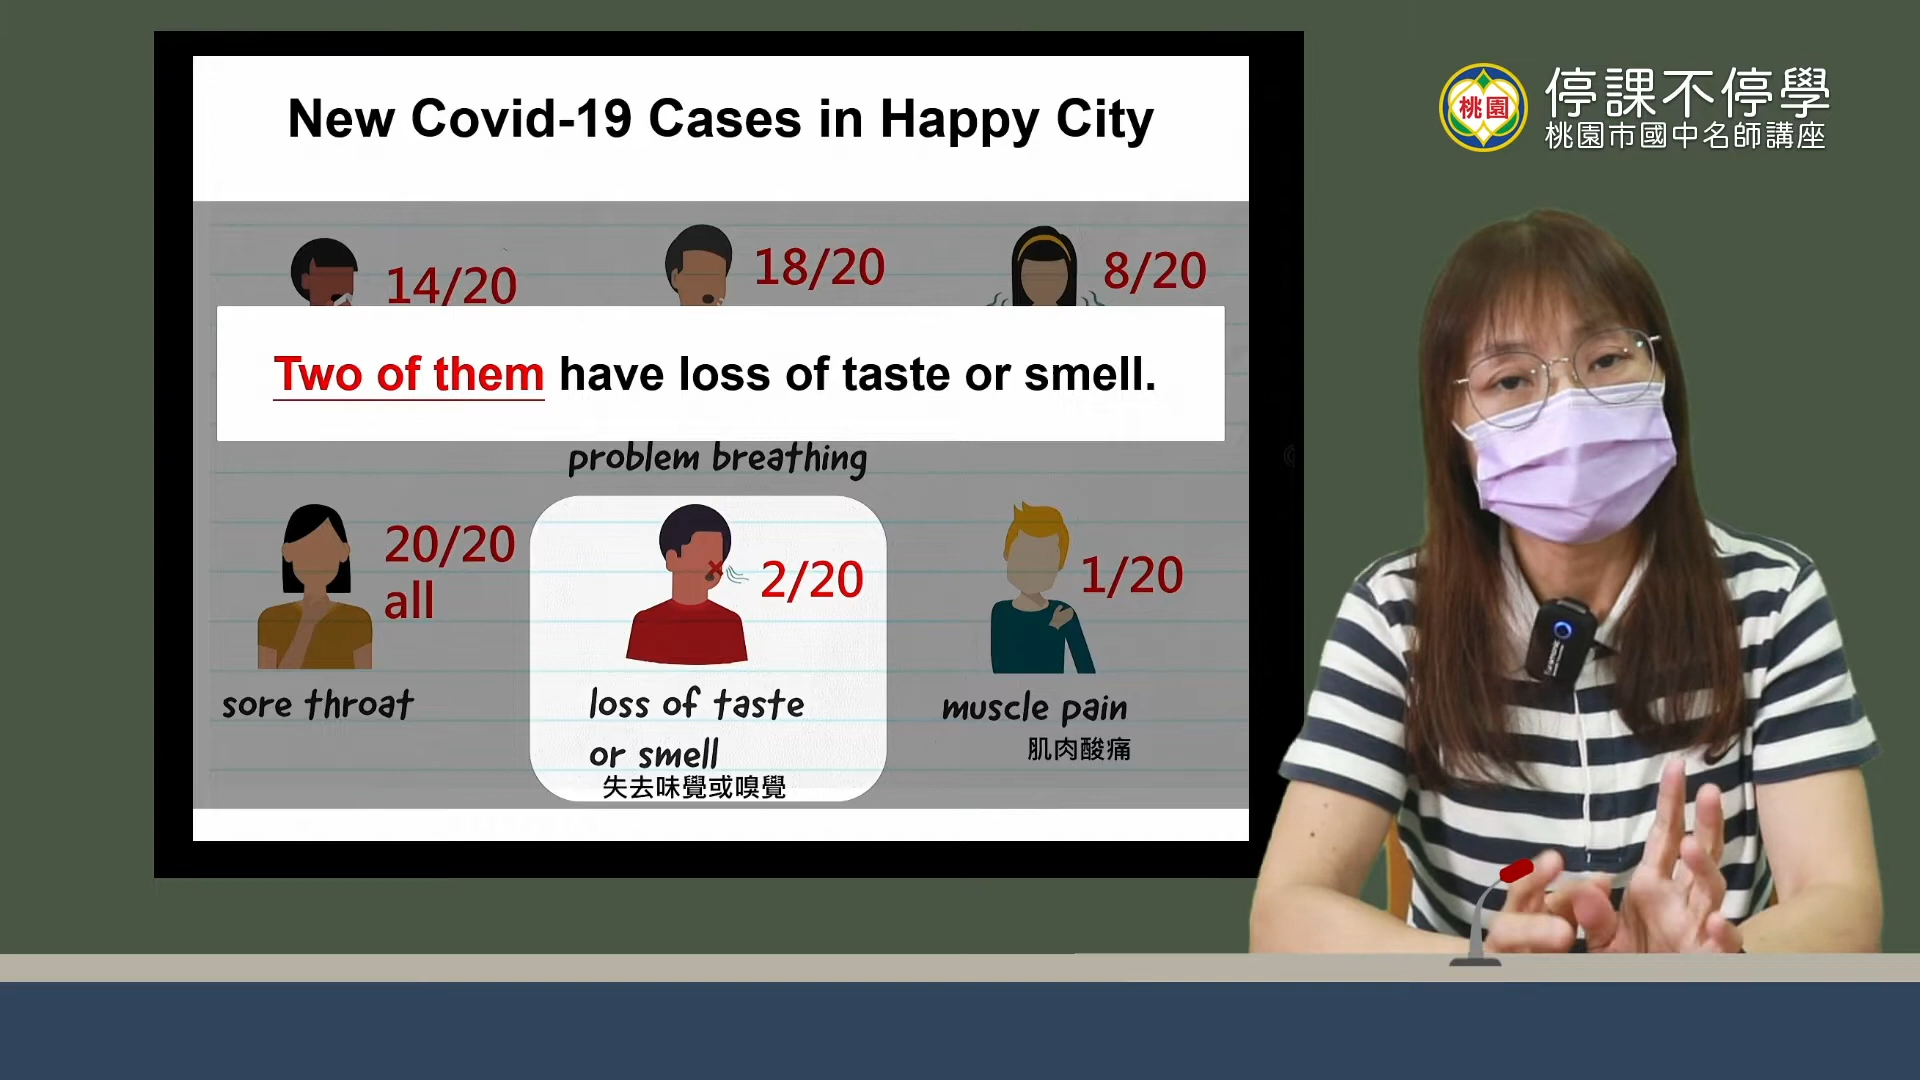 New Covid-19 Cases in Happy City
桃園
停課不停學
桃園市國中名師講座
14/20
18/20
8/20
Two of them have loss of taste or smell.
problem breathing
20/20
all
2/20
1/20
sore throat
loss of taste
or smell
失去味覺或嗅覺
muscle pain
肌肉酸痛